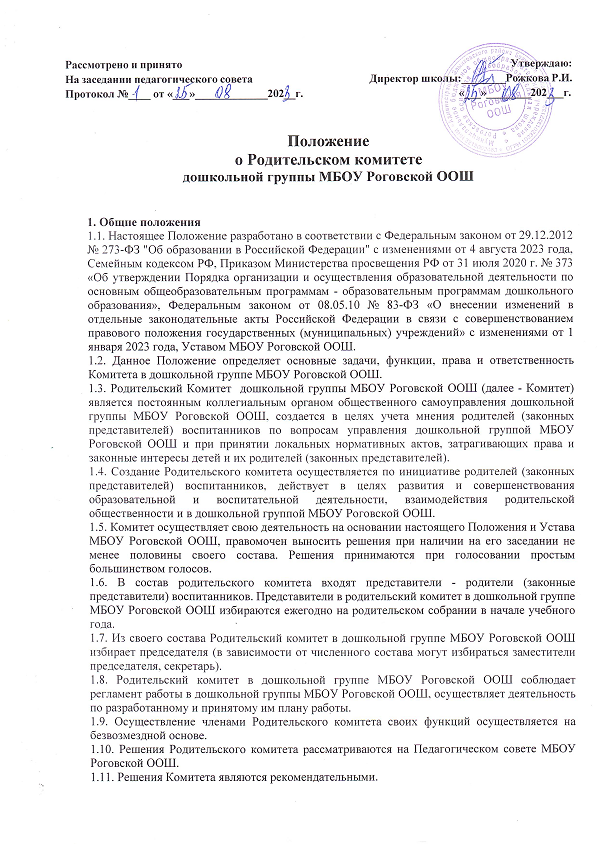 Рассмотрено и принято
Утверждаю:
На заседании педагогического совета
Директор школы: Рожкова Р.И.
Протокол № 1 от « 25 » 08 2023 г.
« 25 » 08 2023 г.
МБОУ
Роговская
ООШ
Положение
о Родительском комитете
дошкольной группы МБОУ Роговской ООШ
1. Общие положения
1.1. Настоящее Положение разработано в соответствии с Федеральным законом от 29.12.2012
№ 273-ФЗ "Об образовании в Российской Федерации" с изменениями от 4 августа 2023 года,
Семейным кодексом РФ, Приказом Министерства просвещения РФ от 31 июля 2020 г. № 373
«Об утверждении Порядка организации и осуществления образовательной деятельности по
основным общеобразовательным программам - образовательным программам дошкольного
образования», Федеральным законом от 08.05.10 № 83-ФЗ «О внесении изменений в
отдельные законодательные акты Российской Федерации в связи с совершенствованием
правового положения государственных (муниципальных) учреждений» с изменениями от 1
января 2023 года, Уставом МБОУ Роговской ООШ.
1.2. Данное Положение определяет основные задачи, функции, права и ответственность
Комитета в дошкольной группе МБОУ Роговской ООШ.
1.3. Родительский Комитет дошкольной группы МБОУ Роговской ООШ (далее - Комитет)
является постоянным коллегиальным органом общественного самоуправления дошкольной
группы МБОУ Роговской ООШ, создается в целях учета мнения родителей (законных
представителей) воспитанников по вопросам управления дошкольной группой МБОУ
Роговской ООШ и при принятии локальных нормативных актов, затрагивающих права и
законные интересы детей и их родителей (законных представителей).
1.4. Создание Родительского комитета осуществляется по инициативе родителей (законных
представителей) воспитанников, действует в целях развития и совершенствования
образовательной и воспитательной деятельности, взаимодействия родительской
общественности и в дошкольной группой МБОУ Роговской ООШ.
1.5. Комитет осуществляет свою деятельность на основании настоящего Положения и Устава
МБОУ Роговской ООШ, правомочен выносить решения при наличии на его заседании не
менее половины своего состава. Решения принимаются при голосовании простым
большинством голосов.
1.6. В состав родительского комитета входят представители - родители (законные
представители) воспитанников. Представители в родительский комитет в дошкольной группе
МБОУ Роговской ООШ избираются ежегодно на родительском собрании в начале учебного
года.
1.7. Из своего состава Родительский комитет в дошкольной группе МБОУ Роговской ООШ
избирает председателя (в зависимости от численного состава могут избираться заместители
председателя, секретарь).
1.8. Родительский комитет в дошкольной группе МБОУ Роговской ООШ соблюдает
регламент работы в дошкольной группы МБОУ Роговской ООШ, осуществляет деятельность
по разработанному и принятому им плану работы.
1.9. Осуществление членами Родительского комитета своих функций осуществляется на
безвозмездной основе.
1.10. Решения Родительского комитета рассматриваются на Педагогическом совете МБОУ
Роговской ООШ.
1.11. Решения Комитета являются рекомендательными.